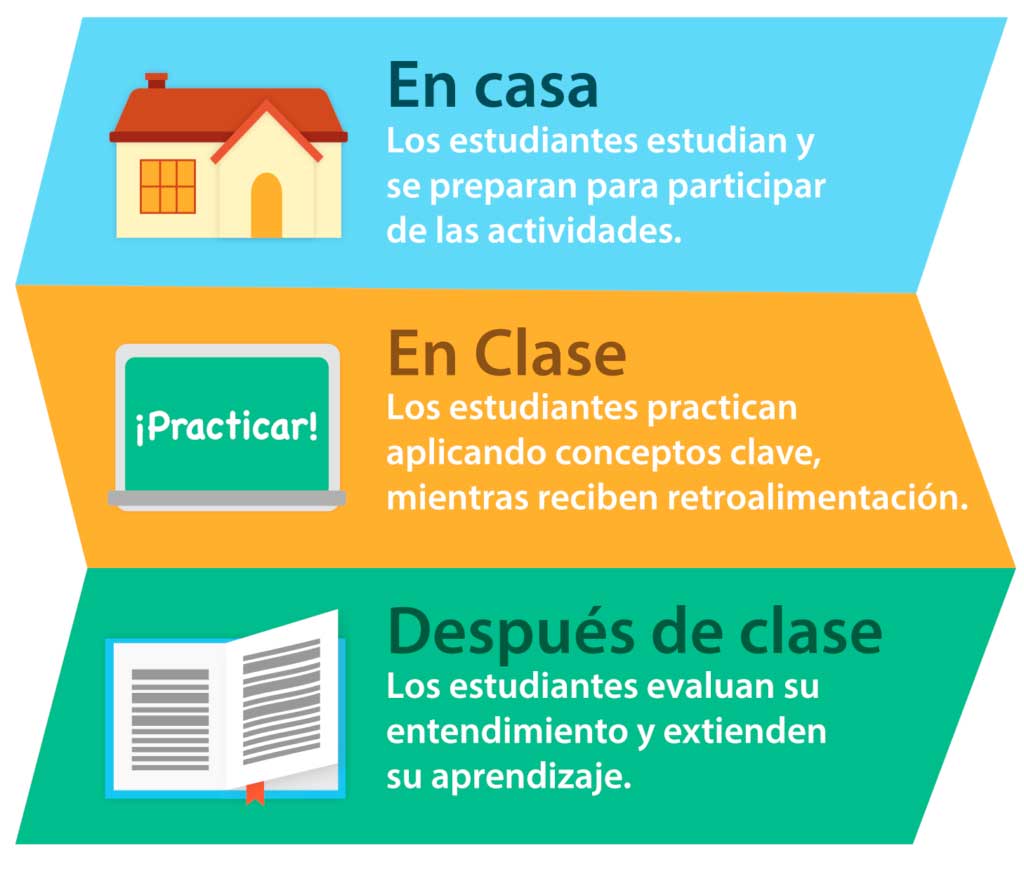 En casa
Los estudiantes estudian y
se preparan para participar
de las actividades.
¡Practicar!
En Clase
Los estudiantes practican
aplicando conceptos clave,
mientras reciben retroalimentación.
Después de clase
Los estudiantes evaluan su
entendimiento y extienden
su aprendizaje.